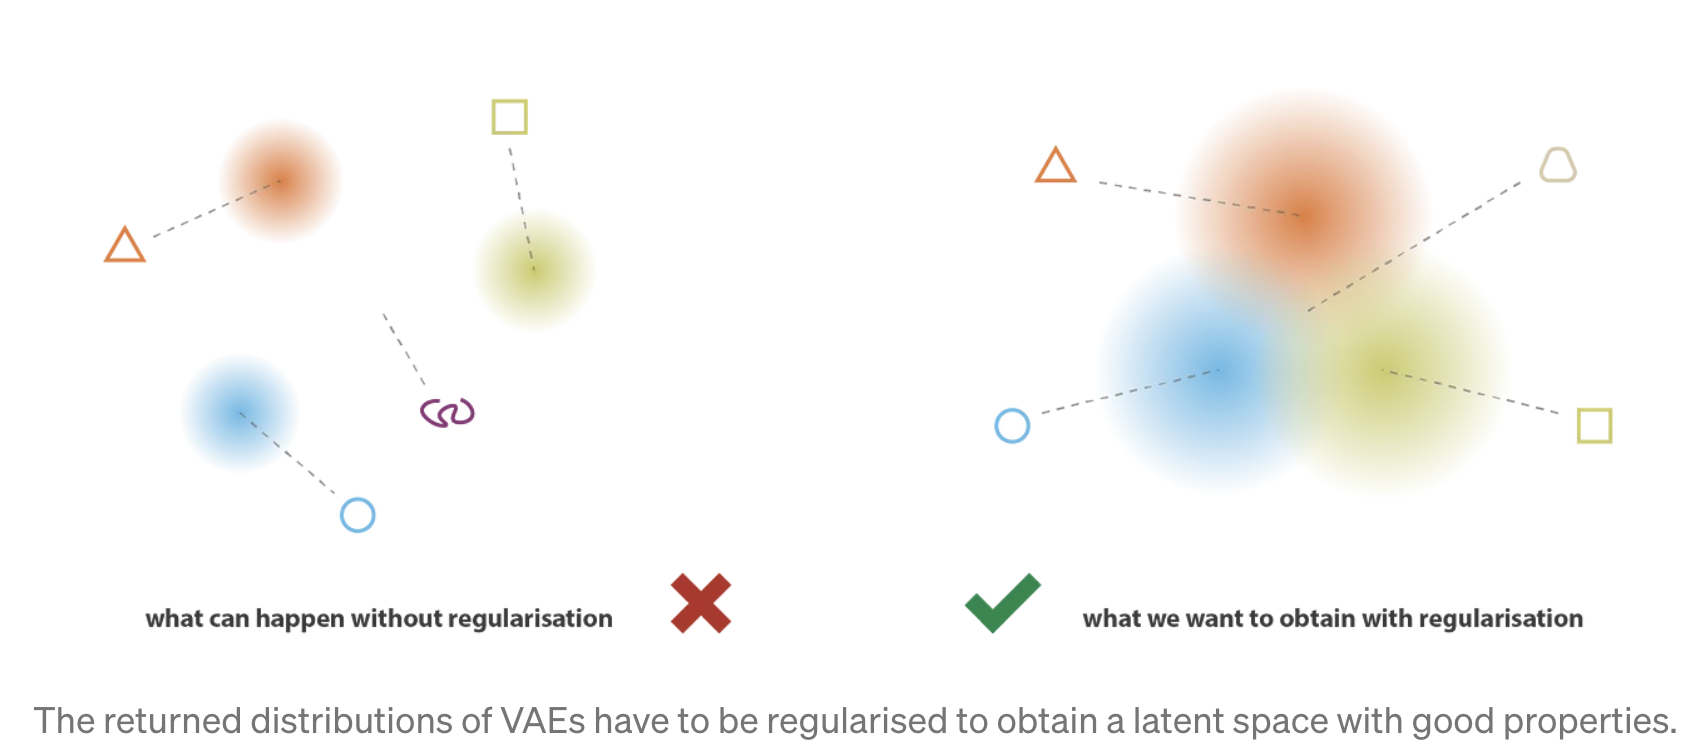 what can happen without regularisation
what we want to obtain with regularisation
The returned distributions of VAEs have to be regularised to obtain a latent space with good properties.